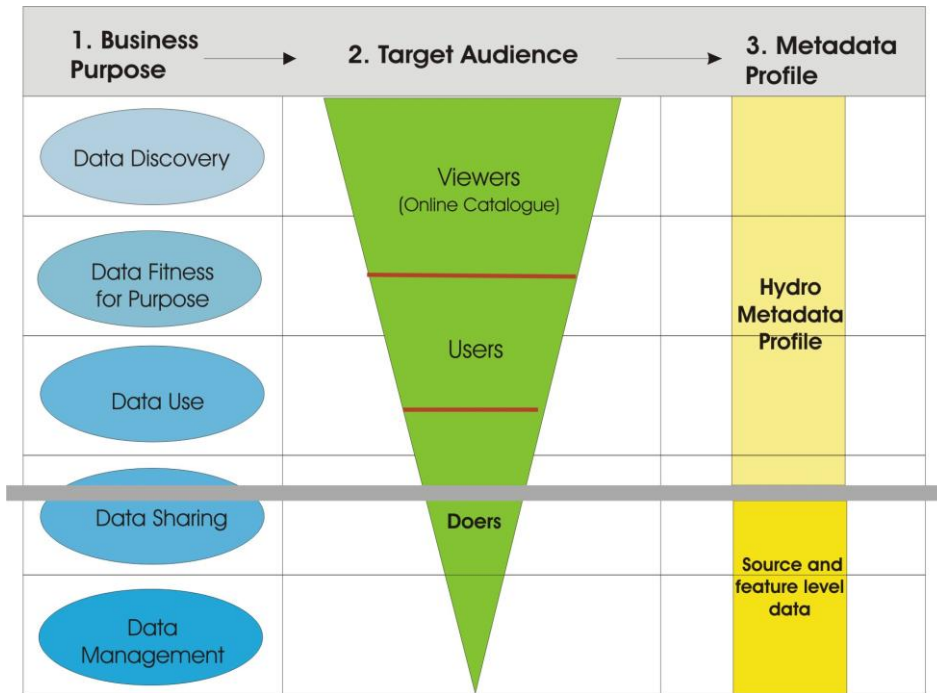 1. Business
Purpose
2. Target Audience
3. Metadata
Profile
Data Discovery
Viewers
(Online Catalogue)
Data Fitness
for Purpose
Hydro
Metadata
Profile
Users
Data Use
Data Sharing
Doers
Source and
feature level
data
Data
Management